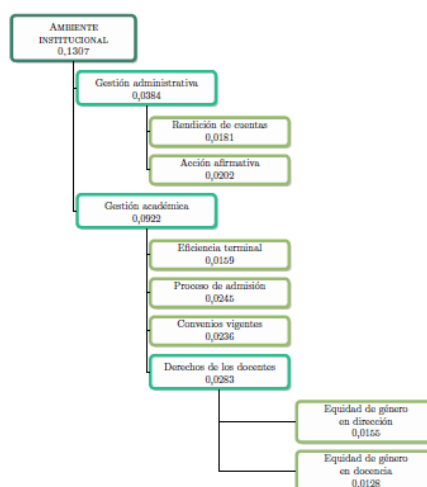 AMBIENTE
INSTITUCIONAL
0,1307
Gestión administrativa
0,0384
Rendición de cuentas
0,0181
Acción afirmativa
0,0202
Gestión académica
0,0922
Eficiencia terminal
0,0159
Proceso de admisión
0,0245
Convenios vigentes
0,0236
Derechos de los docentes
0,0283
Equidad de género
en dirección
0,0155
Equidad de género
en docencia
0,0128